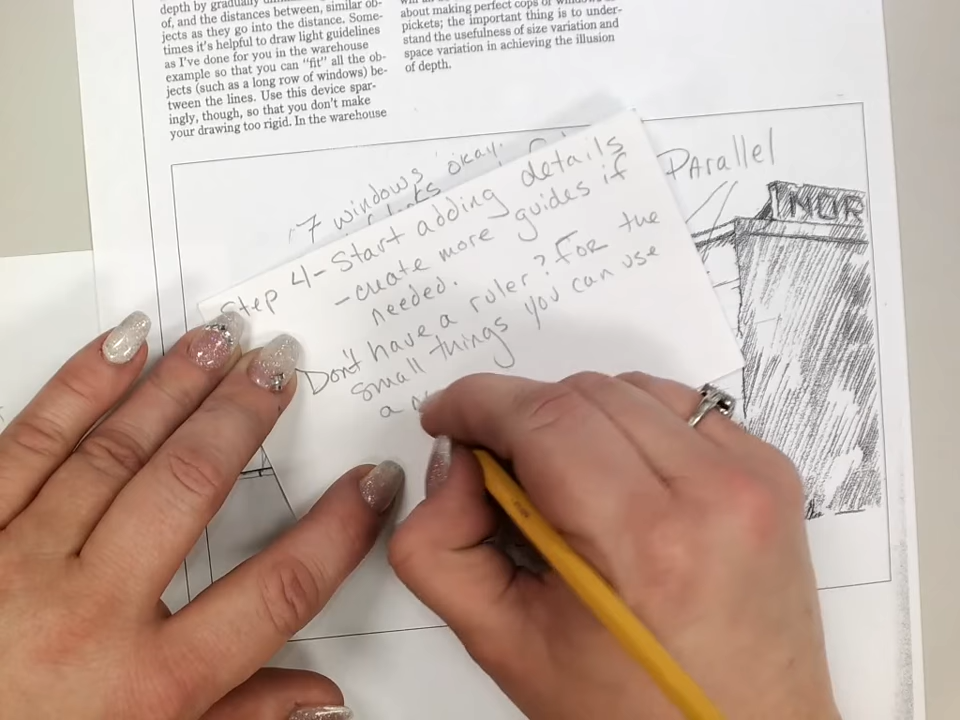 of, and the distances between, similar ob-
jects as they go into the distance. Some-
times it's helpful to draw light guidelines
as I've done for you in the warehouse
example so that you can "fit" all the ob-
jects (such as a long row of windows) be-
tween the lines. Use this device spar-
ingly, though, so that you don't make
your drawing too rigid. In the warehouse
about making perfect copies
pickets; the important thing is to under-
stand the usefulness of size variation and
space variation in achieving the illusion
of depth.
7 windows okay.
PArallel
Step 4- Start adding details
-create more guides if
needed.
Don't have a ruler? FOR the
small things you can use
a